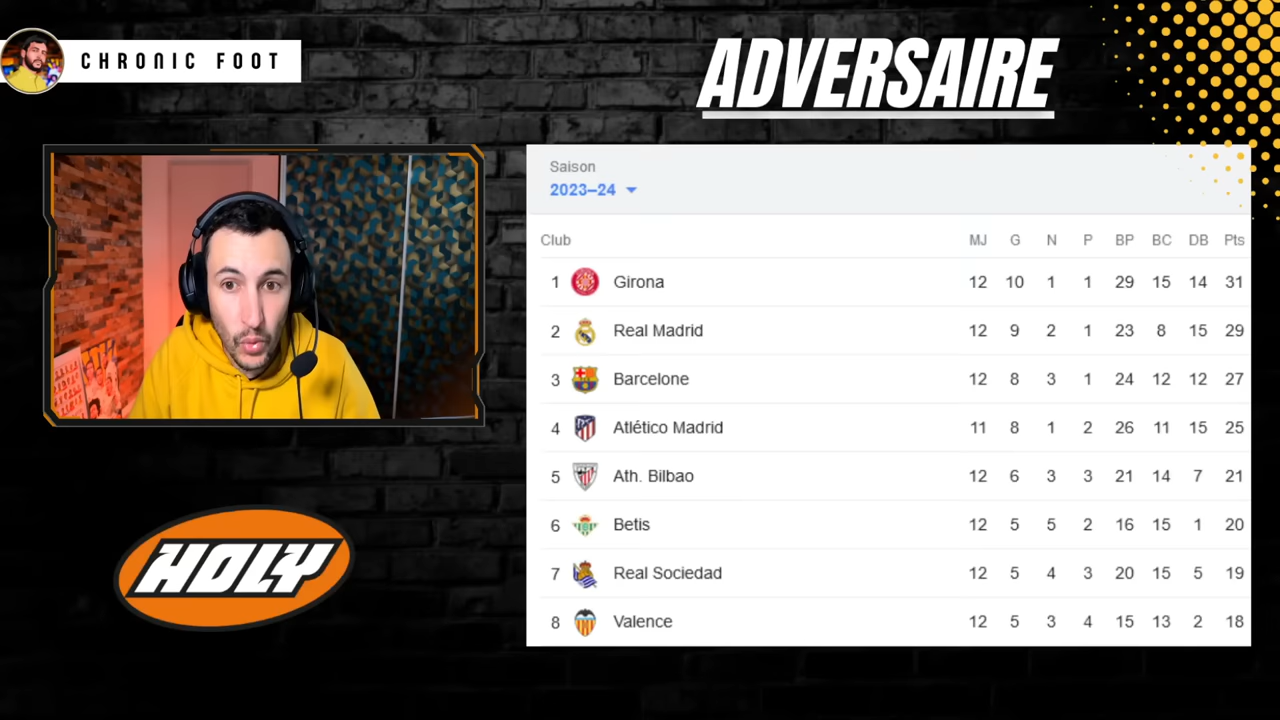 CHRONIC FOOT
ADVERSAIRE
Saison
2023–24
Club MJ G N P BP BC DB Pts
1 Girona 12 10 1 1 29 15 14 31
2 Real Madrid 12 9 2 1 23 8 15 29
3 Barcelone 12 8 3 1 24 12 12 27
4 Atlético Madrid 11 8 1 2 26 11 15 25
5 Ath. Bilbao 12 6 3 3 21 14 7 21
6 Betis 12 5 5 2 16 15 1 20
7 Real Sociedad 12 5 4 3 20 15 5 19
8 Valence 12 5 3 4 15 13 2 18
HOLY